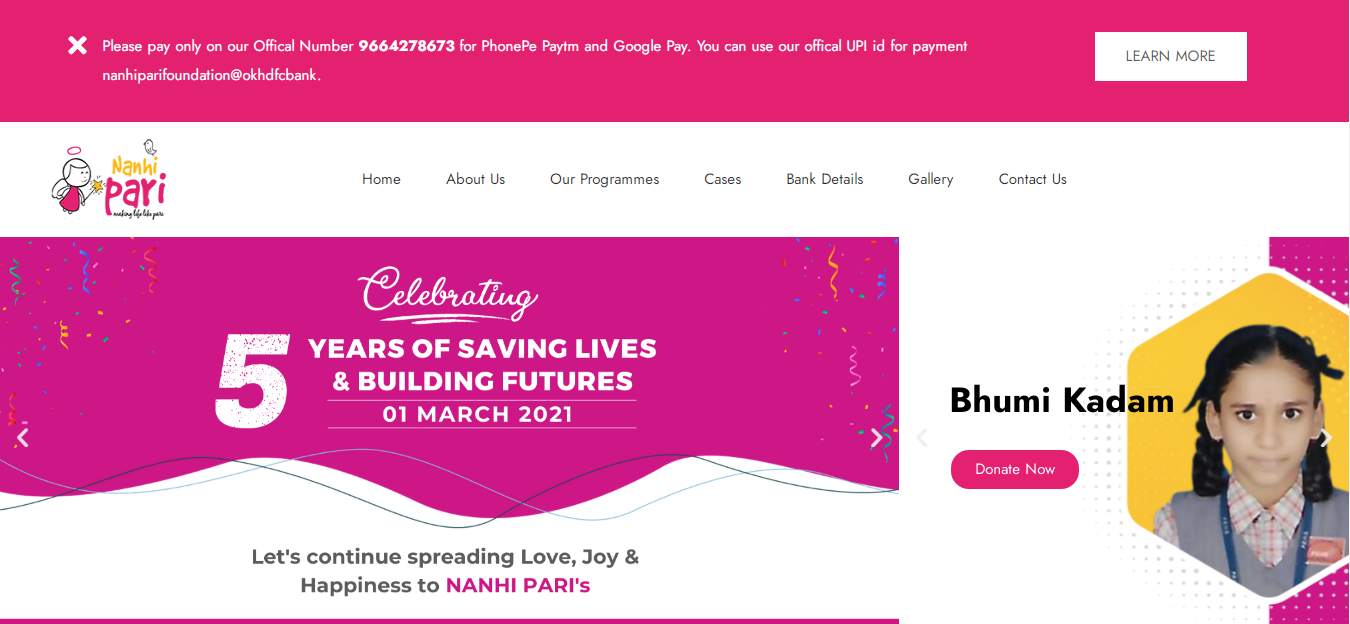 Please pay only on our Offical Number 9664278673 for PhonePe Paytm and Google Pay. You can use our offical UPI id for payment
nanhiparifoundation@okhdfcbank.
LEARN MORE
Nanhi
pari
making life like pari
Home About Us Our Programmes Cases Bank Details Gallery Contact Us
Celebrating
5 YEARS OF SAVING LIVES
& BUILDING FUTURES
01 MARCH 2021
Let's continue spreading Love, Joy &
Happiness to NANHI PARI's
Bhumi Kadam
Donate Now